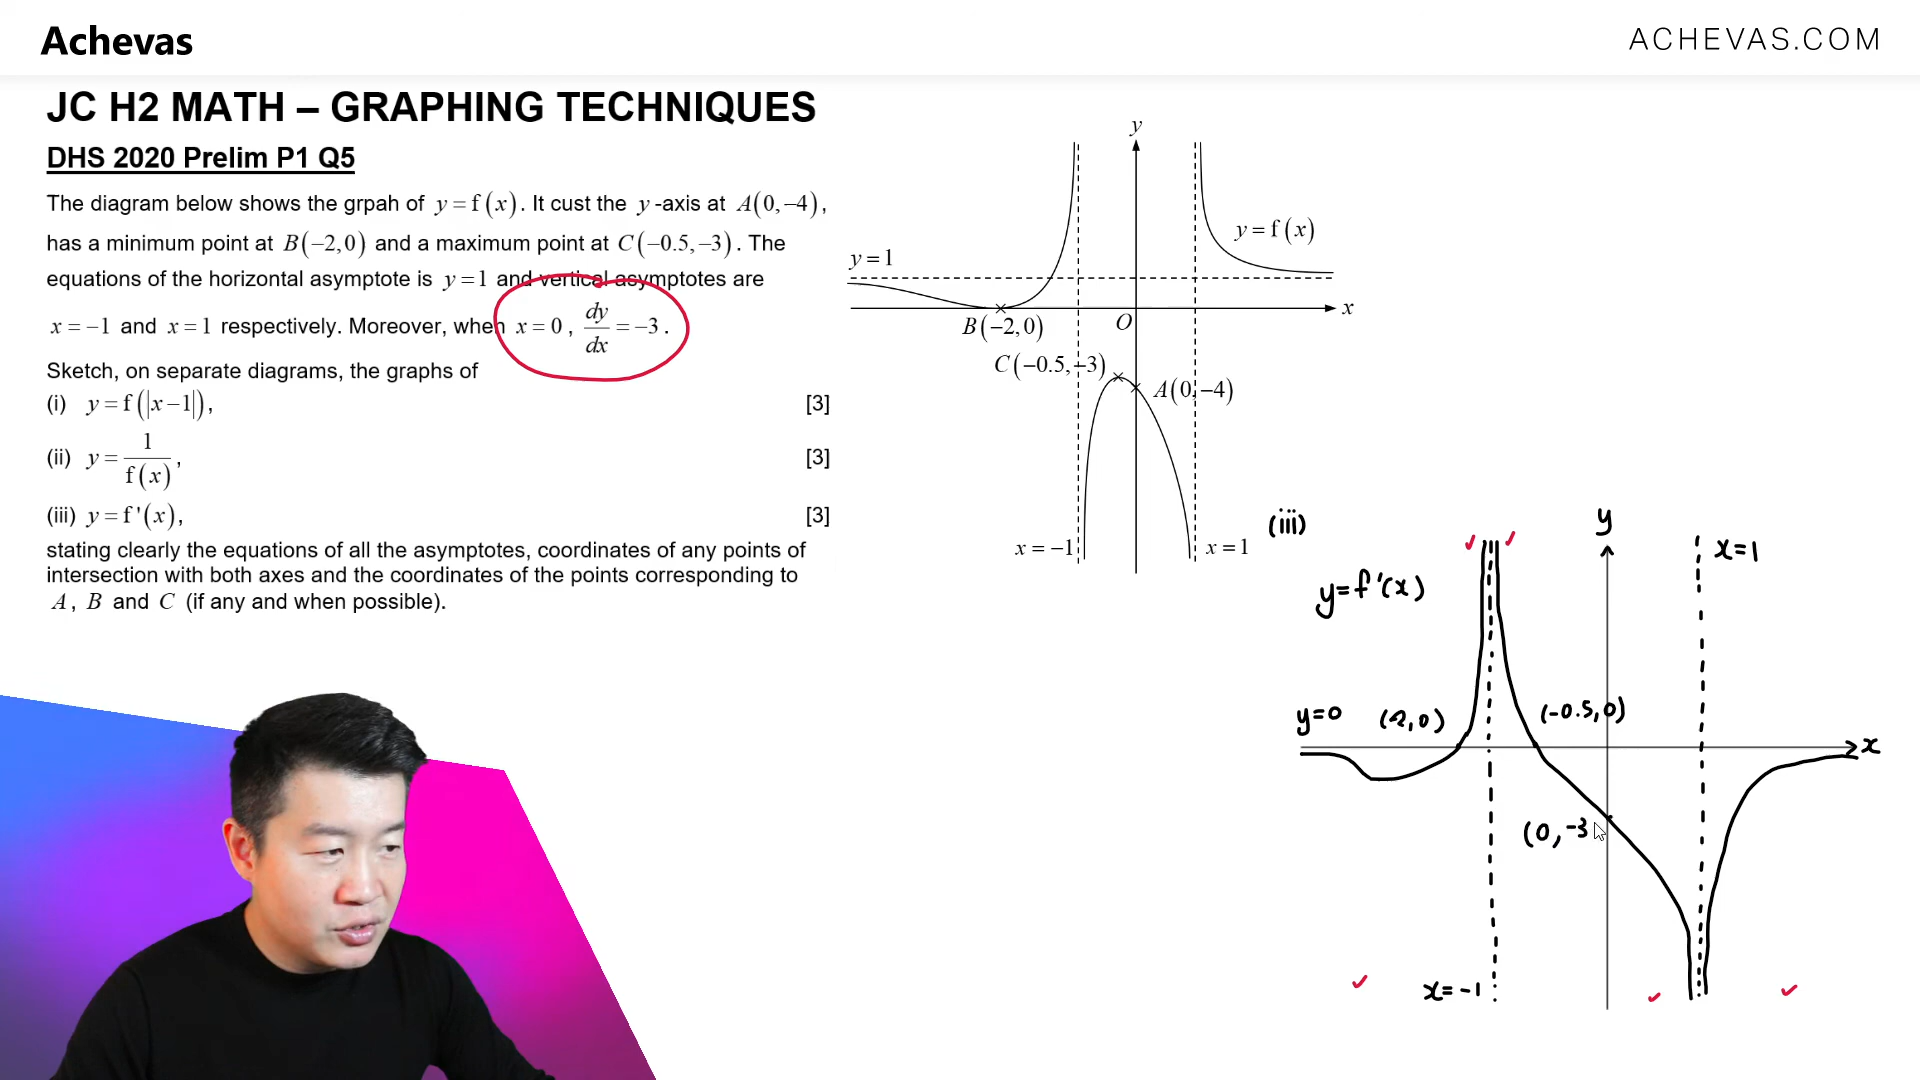 Achevas
ACHEVAS.COM
JC H2 MATH – GRAPHING TECHNIQUES
DHS 2020 Prelim P1 Q5
The diagram below shows the grpah of y = f(x). It cust the y-axis at A(0,−4),
has a minimum point at B(−2,0) and a maximum point at C(−0.5,−3). The
equations of the horizontal asymptote is y=1 and vertical asymptotes are
x=−1 and x=1 respectively. Moreover, when x=0, dy/dx=−3.
Sketch, on separate diagrams, the graphs of
(i) y=f(|x−1|), [3]
(ii) y=1/f(x), [3]
(iii) y=f'(x), [3]
stating clearly the equations of all the asymptotes, coordinates of any points of
intersection with both axes and the coordinates of the points corresponding to
A, B and C (if any and when possible).
y
y=f(x)
y=1
x
B(−2,0)
O
C(−0.5,−3)
A(0,−4)
x=−1
x=1
(iii)
y
x=1
y=f'(x)
y=0
(-0.5,0)
x
(0,-3
x=-1